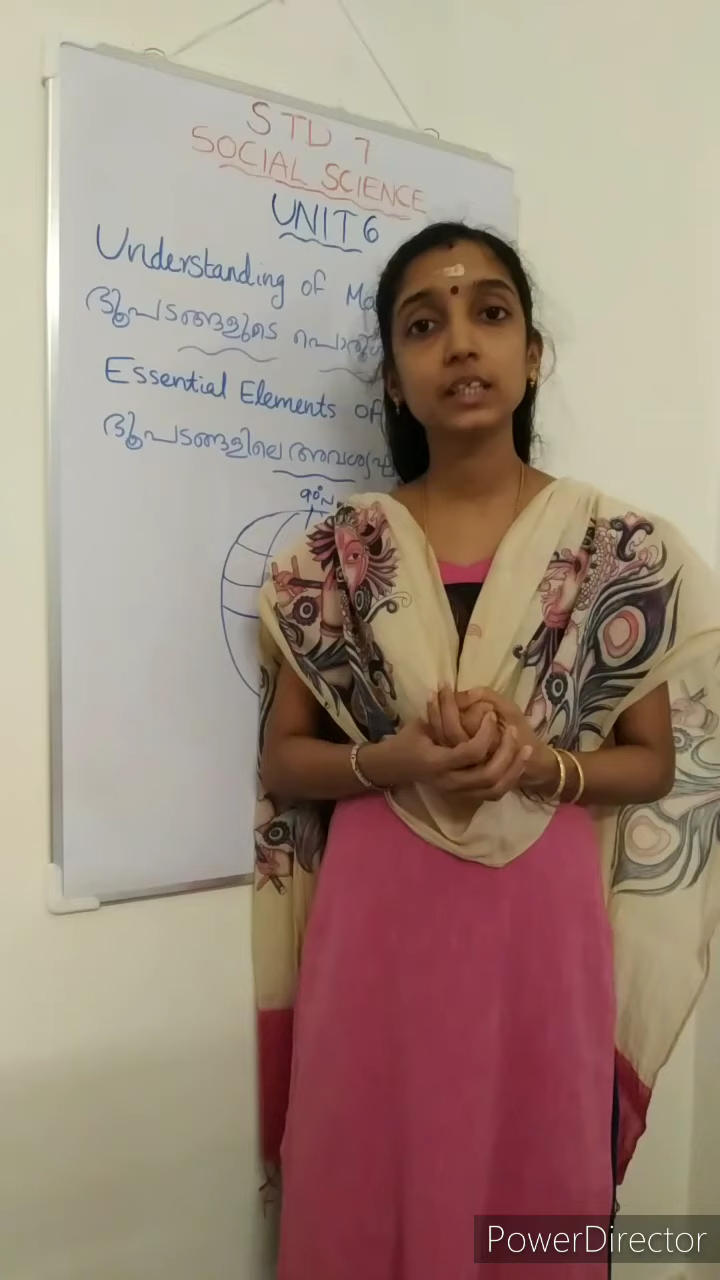 STD 7
SOCIAL SCIENCE
UNIT 6
Understanding of
ഭൂപടങ്ങളുടെ
Essential Elements of
ഭൂപടങ്ങളിലെ
PowerDirector